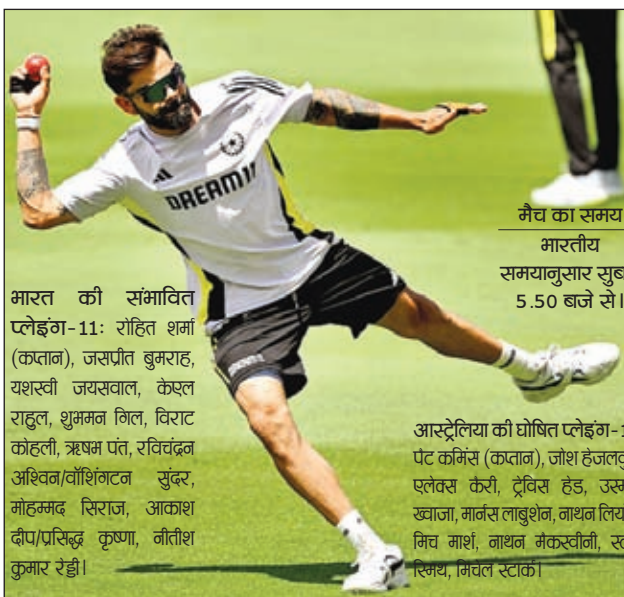 DREAM11
मैच का समय
भारतीय
समयानुसार सुब
5.50 बजे से।
भारत की संभावित
प्लेइंग-11: रोहित शर्मा
(कप्तान), जसप्रीत बुमराह,
यशस्वी जयसवाल, केएल
राहुल, शुभमन गिल, विराट
कोहली, ऋषभ पंत, रविचंद्रन
अश्विन/वॉशिंगटन सुंदर,
मोहम्मद सिराज, आकाश
दीप/प्रसिद्ध कृष्णा, नीतीश
कुमार रेड्डी।
आस्ट्रेलिया की घोषित प्लेइंग-1
पैट कमिंस (कप्तान), जोश हेजलवु
एलेक्स कैरी, ट्रेविस हेड, उस्म
ख्वाजा, मार्नस लाबुशेन, नाथन लिय
मिच मार्श, नाथन मैकस्वीनी, स्ट
स्मिथ, मिचेल स्टार्क।